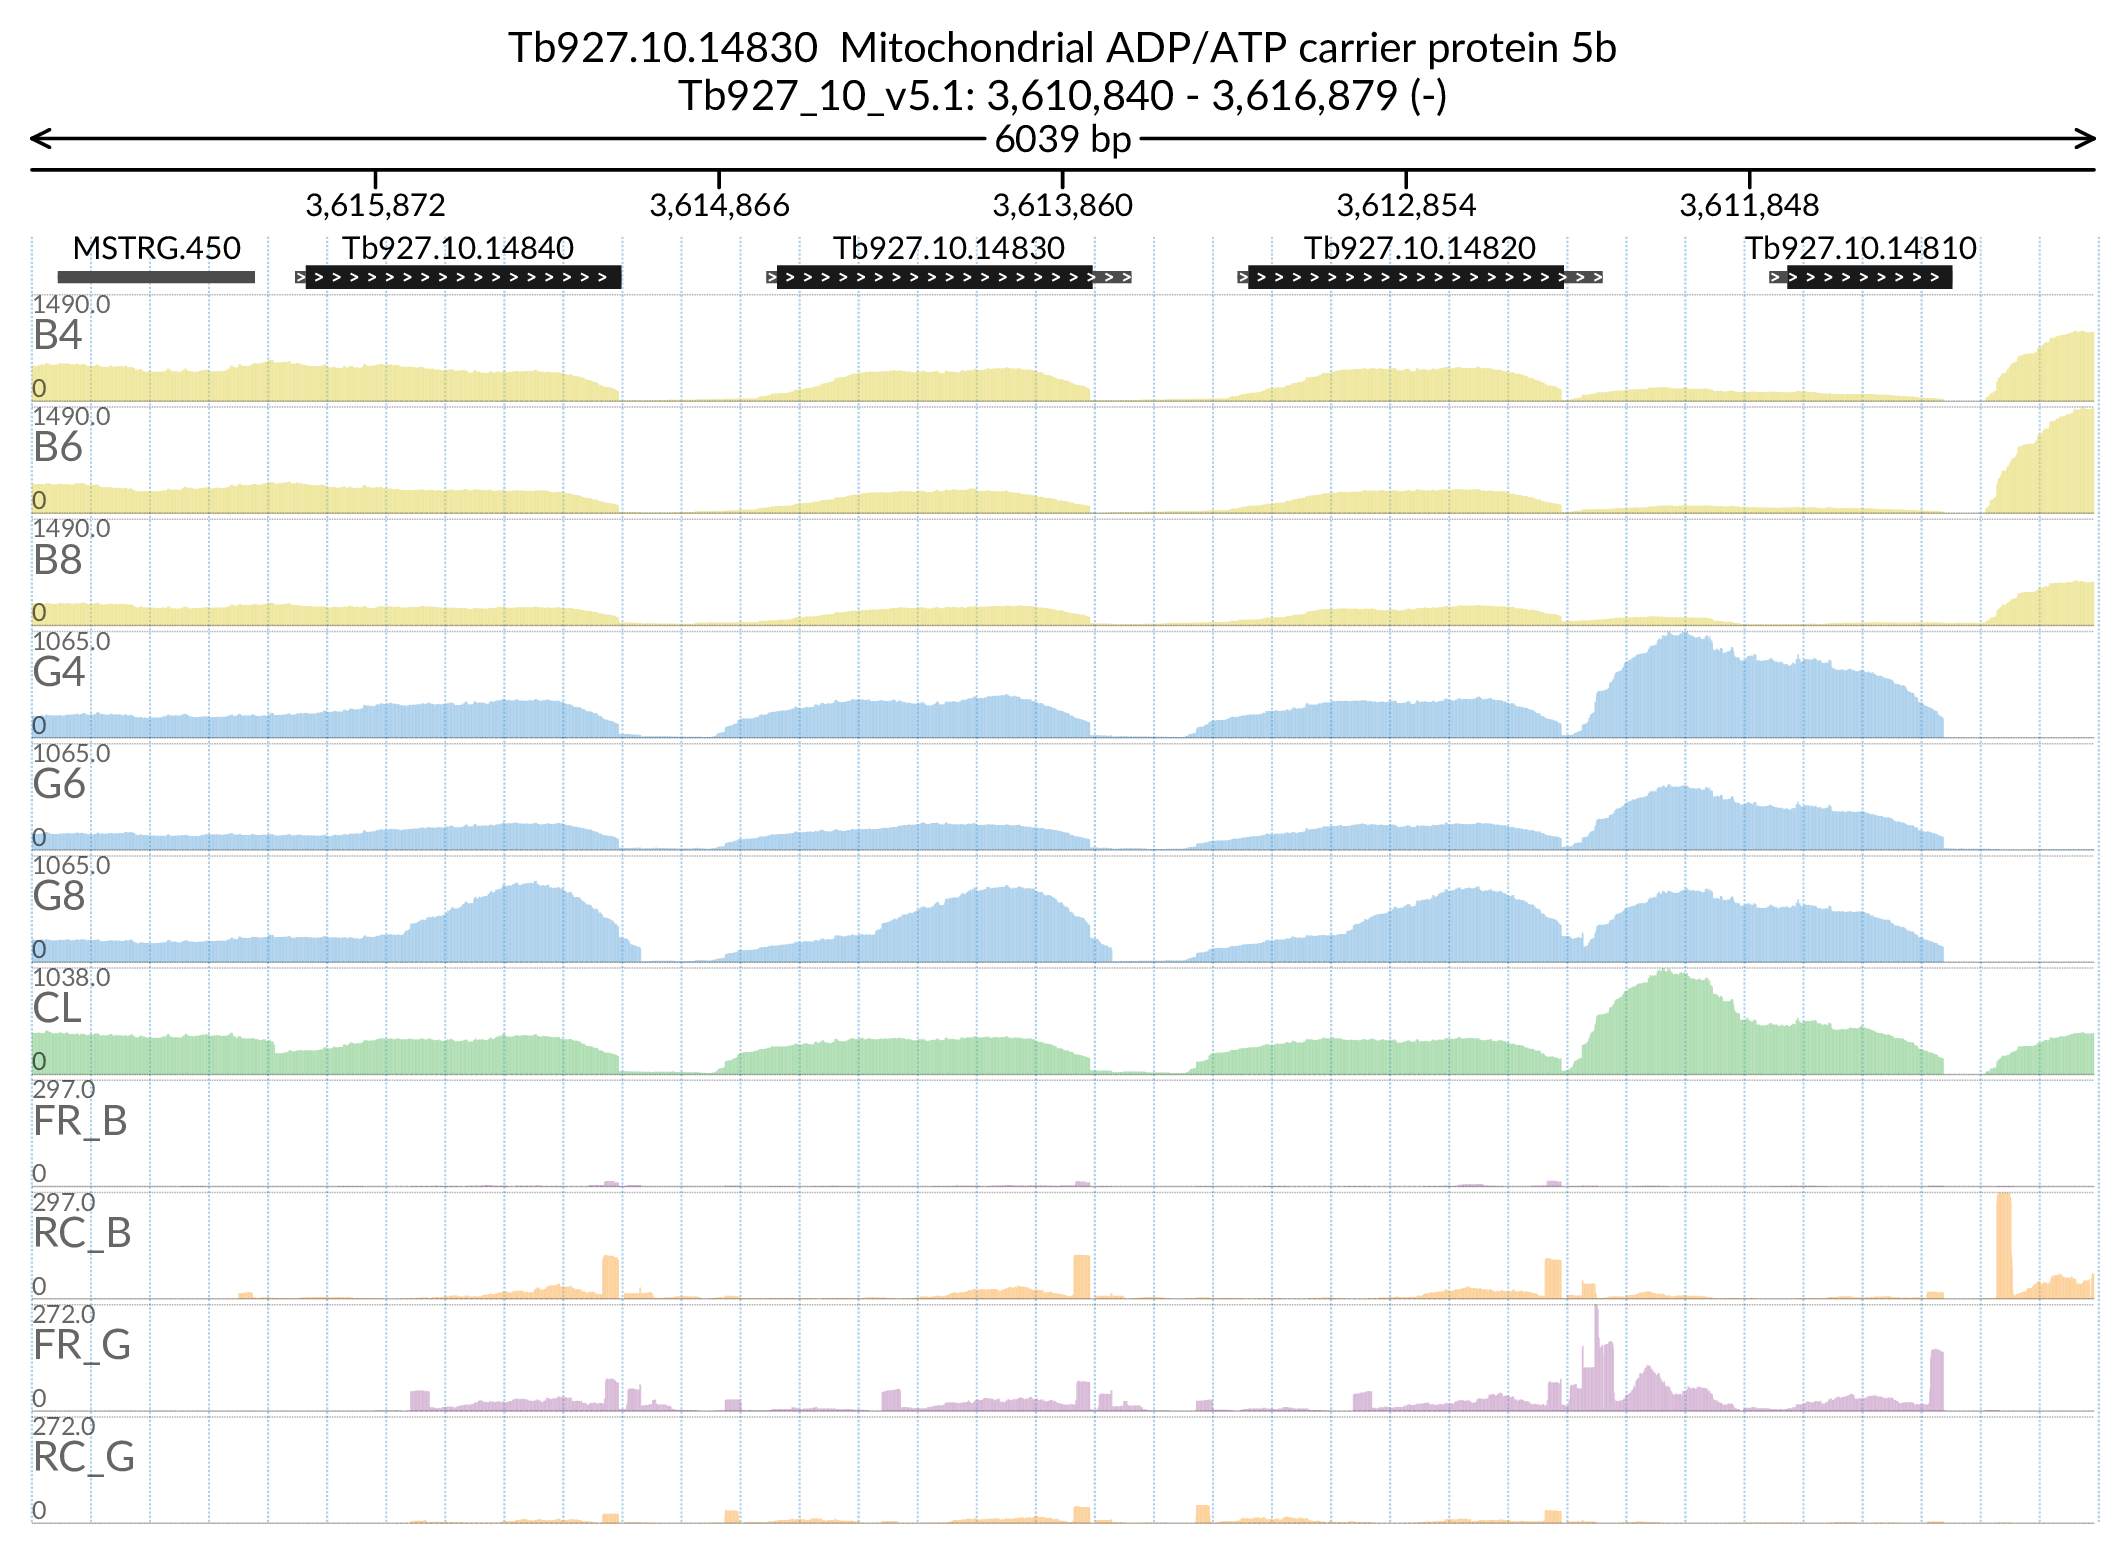 Tb927.10.14830  Mitochondrial ADP/ATP carrier protein 5b
Tb927_10_v5.1: 3,610,840 - 3,616,879 (-)
6039 bp
3,615,872 3,614,866 3,613,860 3,612,854 3,611,848
MSTRG.450 Tb927.10.14840 Tb927.10.14830 Tb927.10.14820 Tb927.10.14810
1490.0
B4
0
1490.0
B6
0
1490.0
B8
0
1065.0
G4
0
1065.0
G6
0
1065.0
G8
0
1038.0
CL
0
297.0
FR_B
0
297.0
RC_B
0
272.0
FR_G
0
272.0
RC_G
0